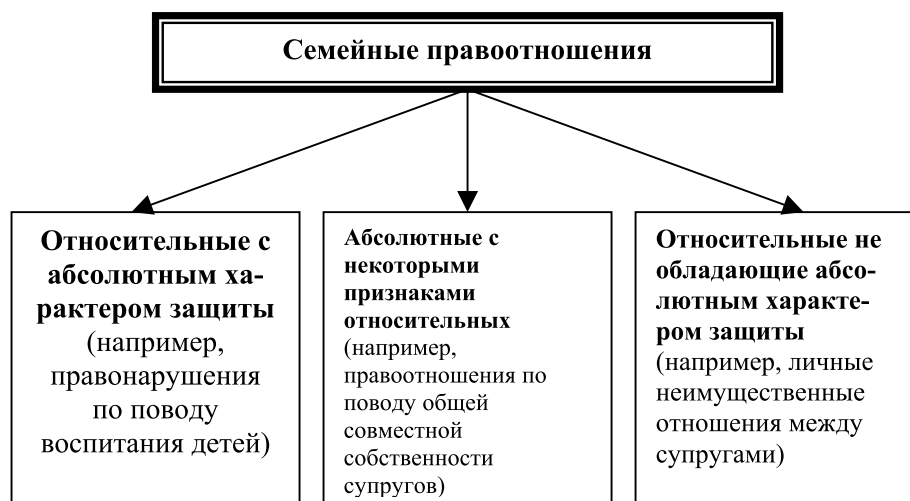 Семейные правоотношения
Относительные с
абсолютным ха-
рактером защиты
(например,
правонарушения
по поводу
воспитания детей)
Абсолютные с
некоторыми
признаками
относительных
(например,
правоотношения по
поводу общей
совместной
собственности
супругов)
Относительные не
обладающие абсо-
лютным характе-
ром защиты
(например, личные
неимущественные
отношения между
супругами)